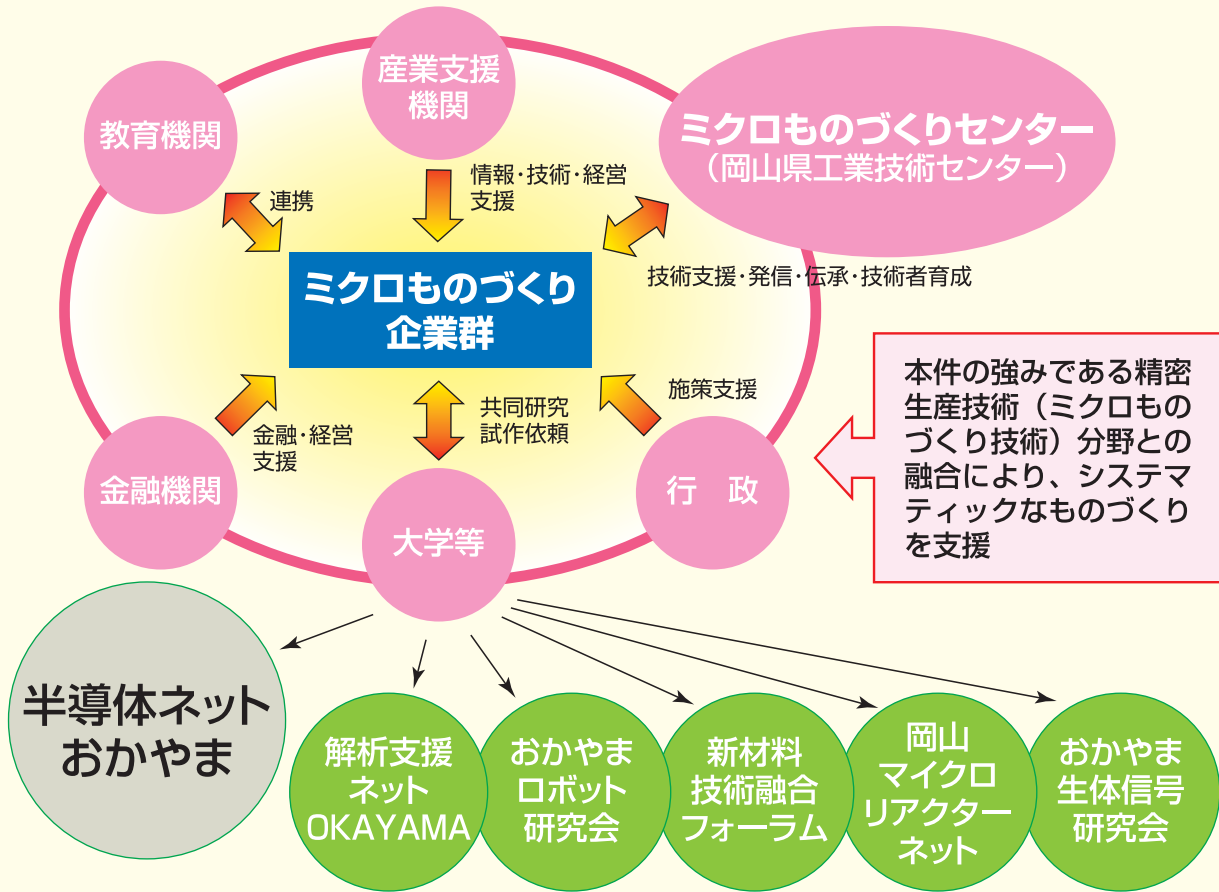 産業支援
機関
教育機関
ミクロものづくりセンター
（岡山県工業技術センター）
連携
情報・技術・経営
支援
技術支援・発信・伝承・技術者育成
ミクロものづくり
企業群
金融・経営
支援
共同研究
試作依頼
施策支援
金融機関
大学等
行　政
本件の強みである精密
生産技術（ミクロもの
づくり技術）分野との
融合により、システマ
ティックなものづくり
を支援
半導体ネット
おかやま
解析支援
ネット
OKAYAMA
おかやま
ロボット
研究会
新材料
技術融合
フォーラム
岡山
マイクロ
リアクター
ネット
おかやま
生体信号
研究会